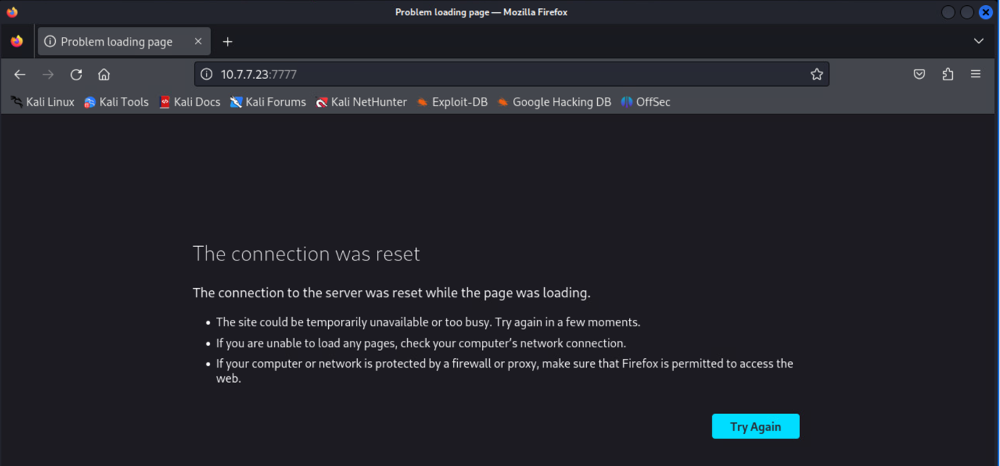 Problem loading page — Mozilla Firefox
Problem loading page
10.7.7.23:7777
Kali Linux Kali Tools Kali Docs Kali Forums Kali NetHunter Exploit-DB Google Hacking DB OffSec
The connection was reset
The connection to the server was reset while the page was loading.
• The site could be temporarily unavailable or too busy. Try again in a few moments.
• If you are unable to load any pages, check your computer’s network connection.
• If your computer or network is protected by a firewall or proxy, make sure that Firefox is permitted to access the
web.
Try Again